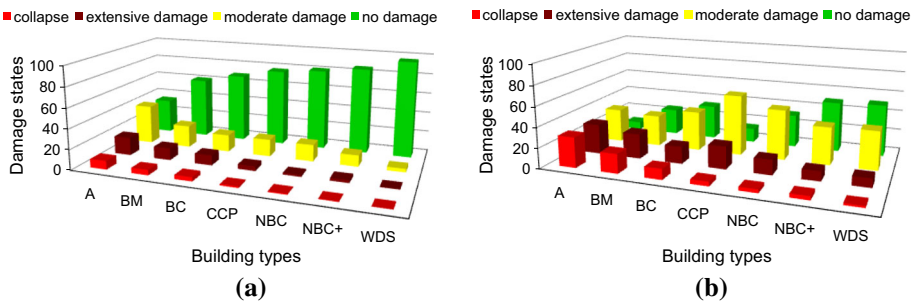 collapse extensive damage moderate damage no damage
Damage states
100
80
60
40
20
0
A BM BC CCP NBC NBC+ WDS
Building types
(a)
collapse extensive damage moderate damage no damage
Damage states
100
80
60
40
20
0
A BM BC CCP NBC NBC+ WDS
Building types
(b)